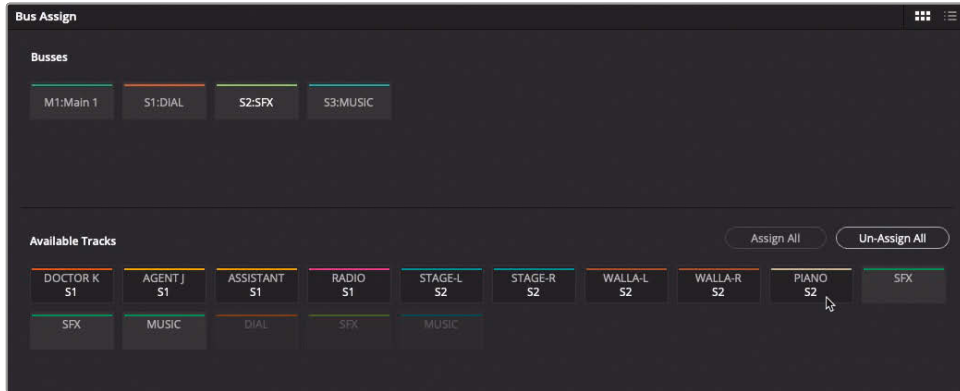 Bus Assign
Busses
M1:Main 1 S1:DIAL S2:SFX S3:MUSIC
Available Tracks Assign All Un-Assign All
DOCTOR K AGENT J ASSISTANT RADIO STAGE-L STAGE-R WALLA-L WALLA-R PIANO SFX
S1 S1 S1 S1 S2 S2 S2 S2 S2
SFX MUSIC DIAL SFX MUSIC